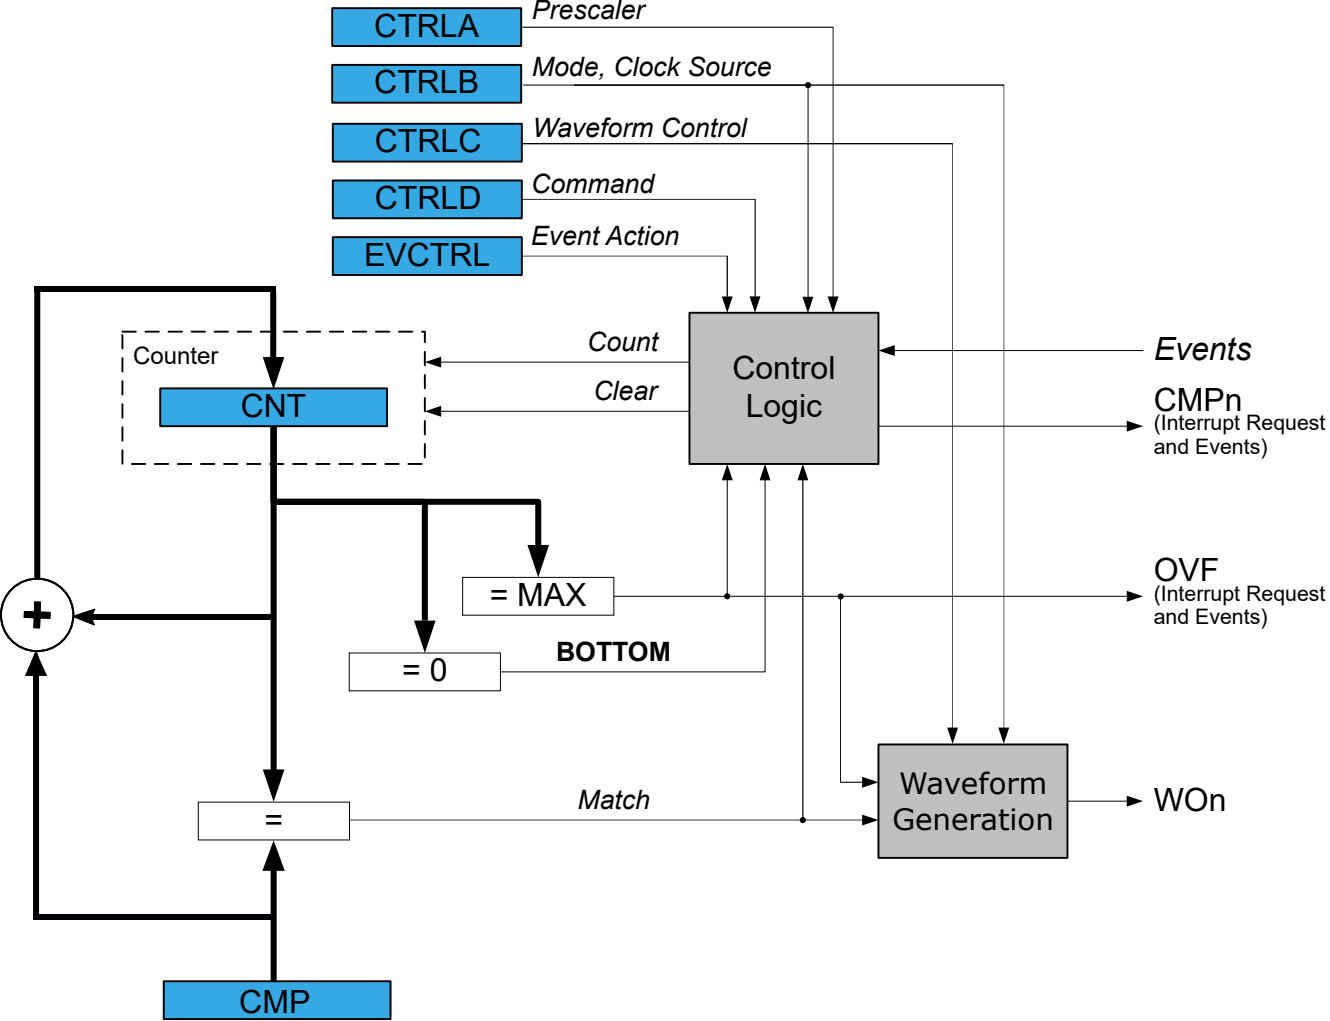 CTRLA
Prescaler
CTRLB
Mode, Clock Source
CTRLC
Waveform Control
CTRLD
Command
EVCTRL
Event Action
Counter
CNT
Count
Clear
Control
Logic
Events
CMPn
(Interrupt Request
and Events)
= MAX
OVF
(Interrupt Request
and Events)
+
= 0
BOTTOM
=
Match
Waveform
Generation
WOn
CMP